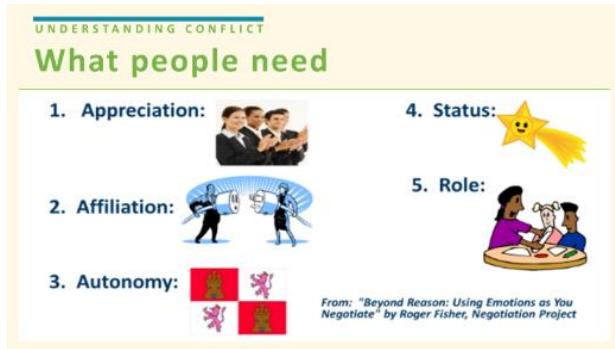 UNDERSTANDING CONFLICT
What people need
1. Appreciation:
2. Affiliation:
3. Autonomy:
4. Status:
5. Role:
From: "Beyond Reason: Using Emotions as You
Negotiate" by Roger Fisher, Negotiation Project